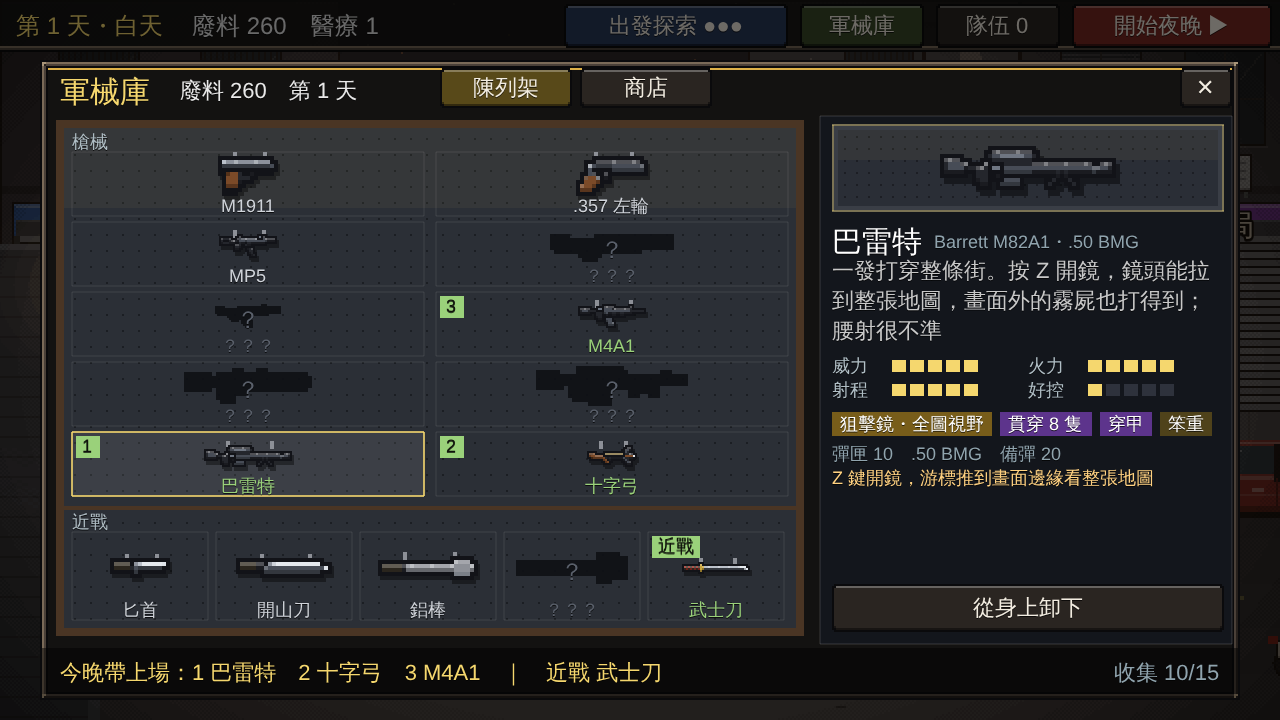 第 1 天・白天 廢料 260 醫療 1 出發探索 ●●● 軍械庫 隊伍 0 開始夜晚 ▶
軍械庫 廢料 260 第 1 天 陳列架 商店 ×
槍械
M1911 .357 左輪
MP5 ? ? ? ?
? ? ? ? 3 M4A1
? ? ? ? ? ? ? ?
1 巴雷特 2 十字弓
近戰
匕首 開山刀 鋁棒 ? ? ? ? 近戰 武士刀
巴雷特 Barrett M82A1・.50 BMG
一發打穿整條街。按 Z 開鏡，鏡頭能拉
到整張地圖，畫面外的霧屍也打得到；
腰射很不準
威力 火力
射程 好控
狙擊鏡・全圖視野 貫穿 8 隻 穿甲 笨重
彈匣 10 .50 BMG 備彈 20
Z 鍵開鏡，游標推到畫面邊緣看整張地圖
從身上卸下
今晚帶上場：1 巴雷特 2 十字弓 3 M4A1 ｜ 近戰 武士刀
收集 10/15